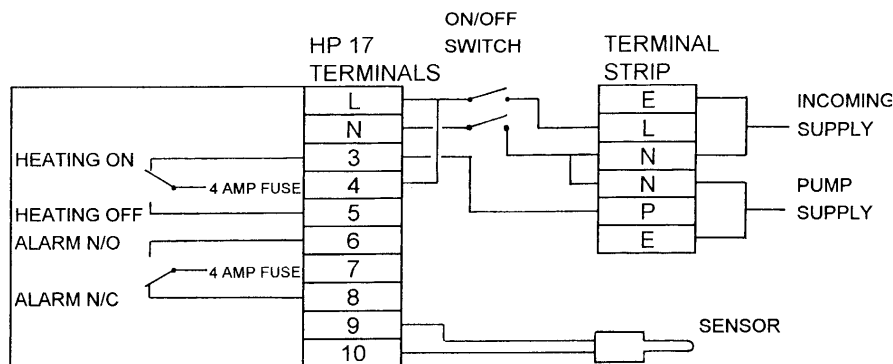 ON/OFF
SWITCH
HP 17
TERMINALS
TERMINAL
STRIP
L
N
3
4
5
6
7
8
9
10
E
L
N
N
P
E
INCOMING
SUPPLY
PUMP
SUPPLY
HEATING ON
4 AMP FUSE
HEATING OFF
ALARM N/O
4 AMP FUSE
ALARM N/C
SENSOR